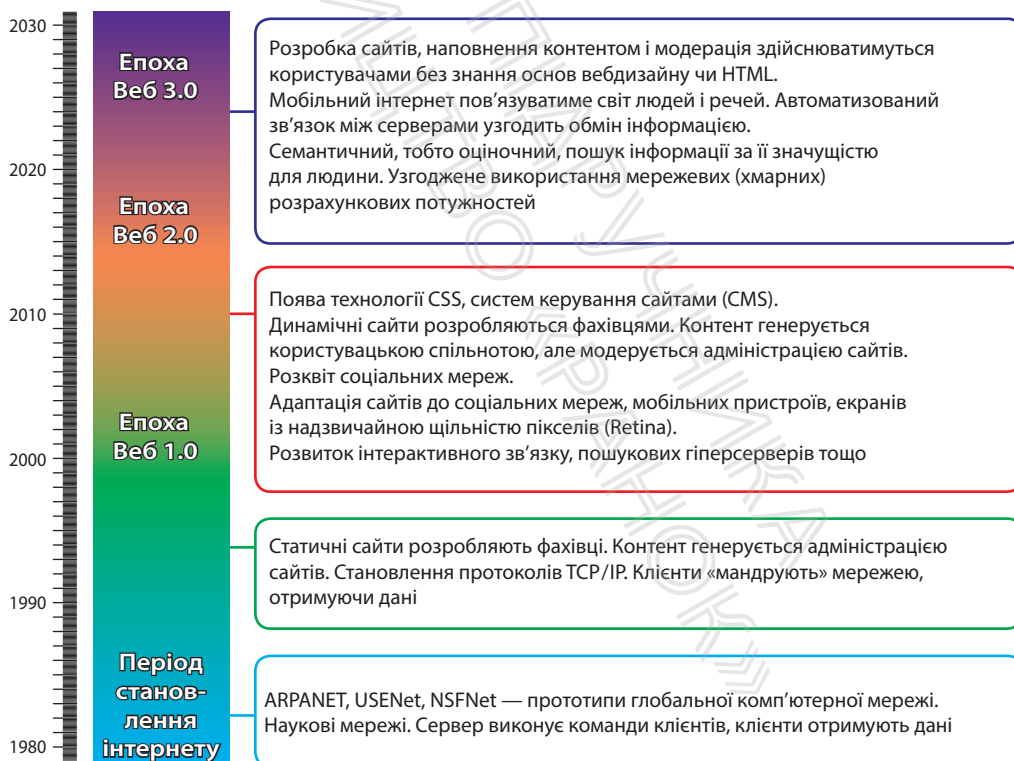 2030
Епоха
Веб 3.0
Розробка сайтів, наповнення контентом і модерація здійснюватимуться
користувачами без знання основ вебдизайну чи HTML.
Мобільний інтернет пов’язуватиме світ людей і речей. Автоматизований
зв’язок між серверами узгодить обмін інформацією.
Семантичний, тобто оціночний, пошук інформації за її значущістю
для людини. Узгоджене використання мережевих (хмарних)
розрахункових потужностей
2020
Епоха
Веб 2.0
2010
Поява технології CSS, систем керування сайтами (CMS).
Динамічні сайти розробляються фахівцями. Контент генерується
користувацькою спільнотою, але модерується адміністрацією сайтів.
Розквіт соціальних мереж.
Адаптація сайтів до соціальних мереж, мобільних пристроїв, екранів
із надзвичайною щільністю пікселів (Retina).
Розвиток інтерактивного зв’язку, пошукових гіперсерверів тощо
Епоха
Веб 1.0
2000
Статичні сайти розробляють фахівці. Контент генерується адміністрацією
сайтів. Становлення протоколів TCP/IP. Клієнти «мандрують» мережею,
отримуючи дані
1990
Період
станов-
лення
інтернету
ARPANET, USENet, NSFNet — прототипи глобальної комп’ютерної мережі.
Наукові мережі. Сервер виконує команди клієнтів, клієнти отримують дані
1980
ПІДРУЧНИКА
«РАНОК»